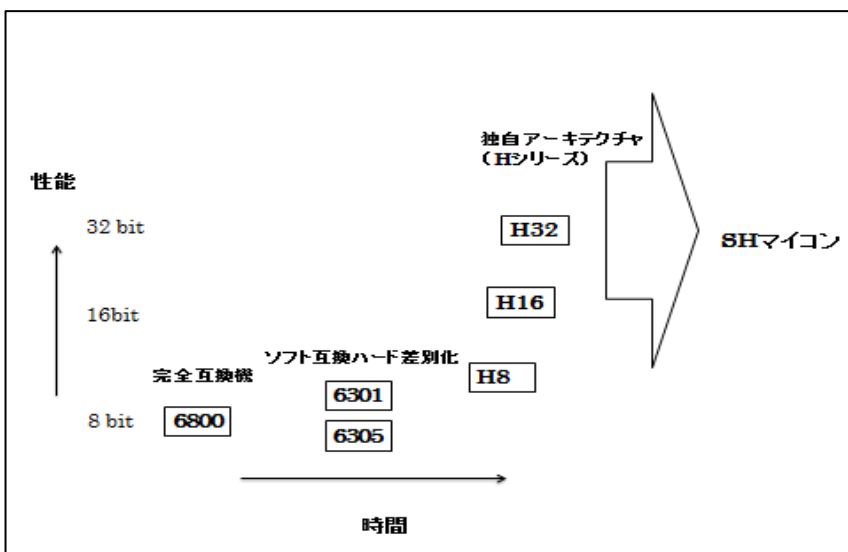 独自アーキテクチャ
(Hシリーズ)
性能
32 bit
H32
SHマイコン
16bit
H16
ソフト互換ハード差別化
完全互換機
H8
6301
8 bit
6800
6305
時間